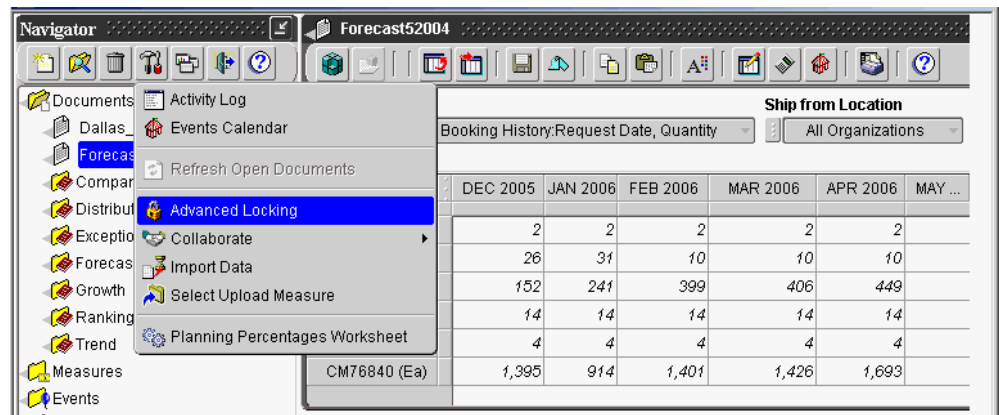 Navigator
Forecast52004
A
Documents
Activity Log
Ship from Location
Dallas_
Events Calendar
Booking History:Request Date, Quantity
All Organizations
Forecas
Refresh Open Documents
Compar
DEC 2005 JAN 2006 FEB 2006 MAR 2006 APR 2006 MAY ...
Distribut
Advanced Locking
Exceptio
Collaborate
2 2 2 2 2
Forecas
Import Data
26 31 10 10 10
Growth
Select Upload Measure
152 241 399 406 449
Ranking
14 14 14 14 14
Trend
Planning Percentages Worksheet
4 4 4 4 4
Measures
CM76840 (Ea) 1,395 914 1,401 1,426 1,693
Events